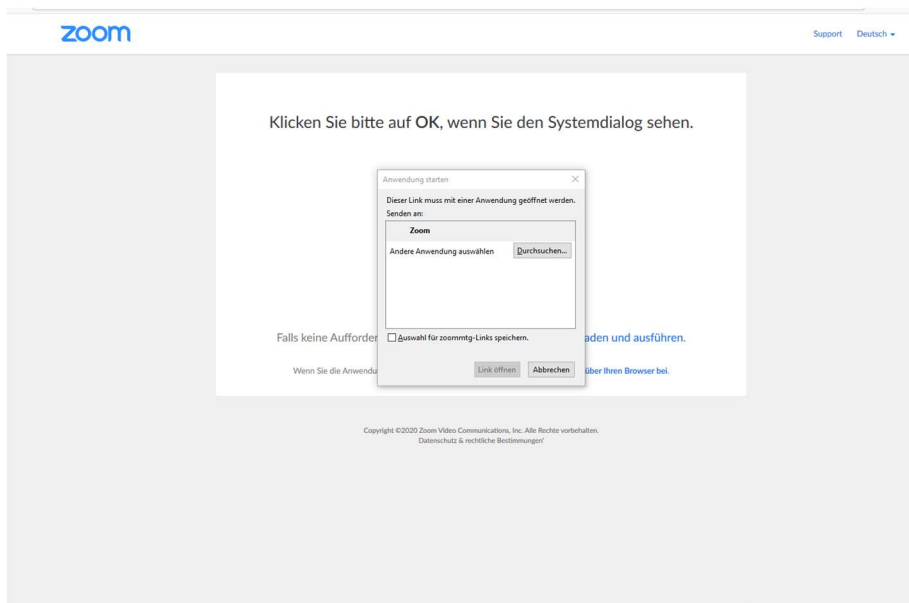 zoom
Support Deutsch
Klicken Sie bitte auf OK, wenn Sie den Systemdialog sehen.
Anwendung starten
Dieser Link muss mit einer Anwendung geöffnet werden.
Senden an:
Zoom
Andere Anwendung auswählen Durchsuchen...
Auswahl für zoommtg-Links speichern.
Link öffnen Abbrechen
Falls keine Aufforder aden und ausführen.
Wenn Sie die Anwendu über Ihren Browser bei.
Copyright ©2020 Zoom Video Communications, Inc. Alle Rechte vorbehalten.
Datenschutz & rechtliche Bestimmungen'